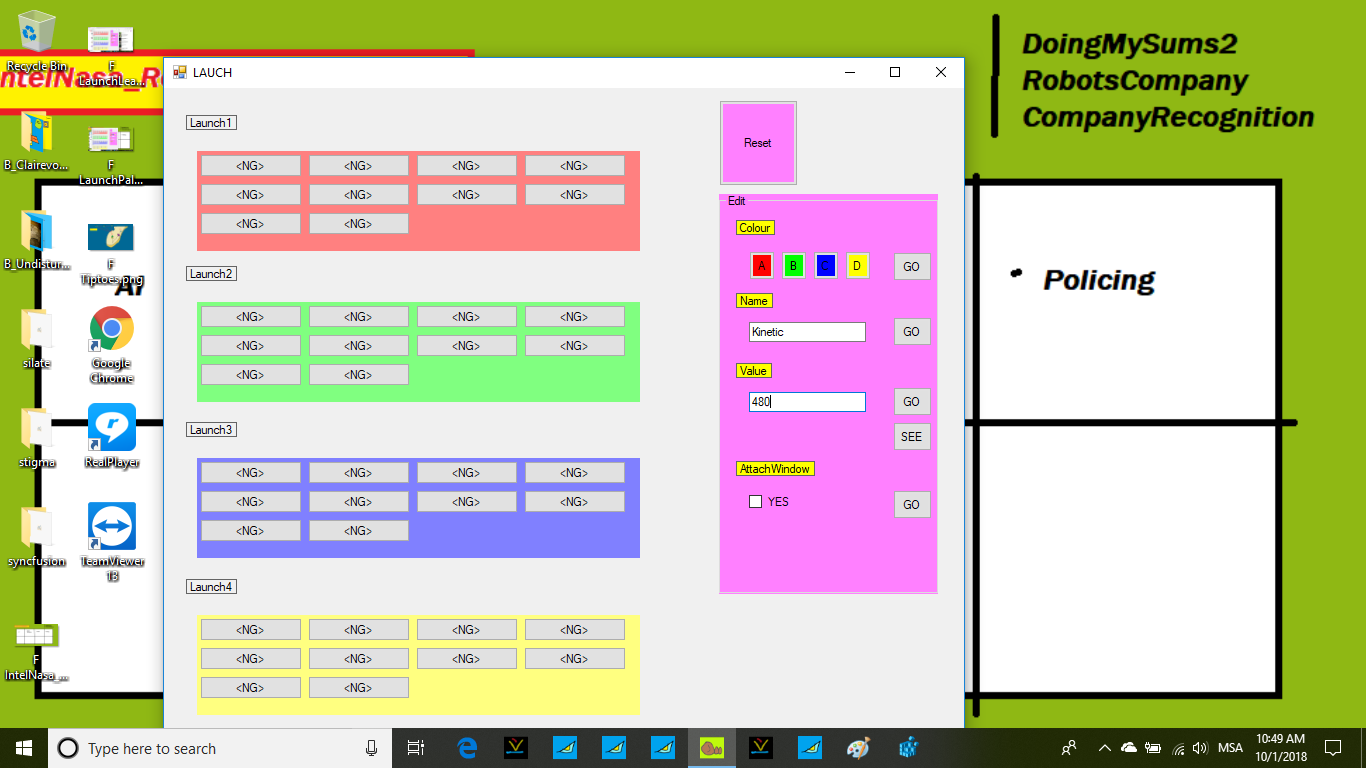 Recycle Bin
F
LaunchLea...
B_Clairevo...
F
LaunchPal...
B_Undistur...
F
Tiptoes.png
silate
Google
Chrome
stigma
RealPlayer
syncfusion
TeamViewer
13
F
IntelNasa_...
DoingMySums2
RobotsCompany
CompanyRecognition
Policing
LAUCH
Launch1
<NG> <NG> <NG> <NG>
<NG> <NG> <NG> <NG>
<NG> <NG>
Launch2
<NG> <NG> <NG> <NG>
<NG> <NG> <NG> <NG>
<NG> <NG>
Launch3
<NG> <NG> <NG> <NG>
<NG> <NG> <NG> <NG>
<NG> <NG>
Launch4
<NG> <NG> <NG> <NG>
<NG> <NG> <NG> <NG>
<NG> <NG>
Reset
Edit
Colour
A B C D GO
Name
Kinetic GO
Value
480 GO
SEE
AttachWindow
YES GO
Type here to search
MSA
10:49 AM
10/1/2018